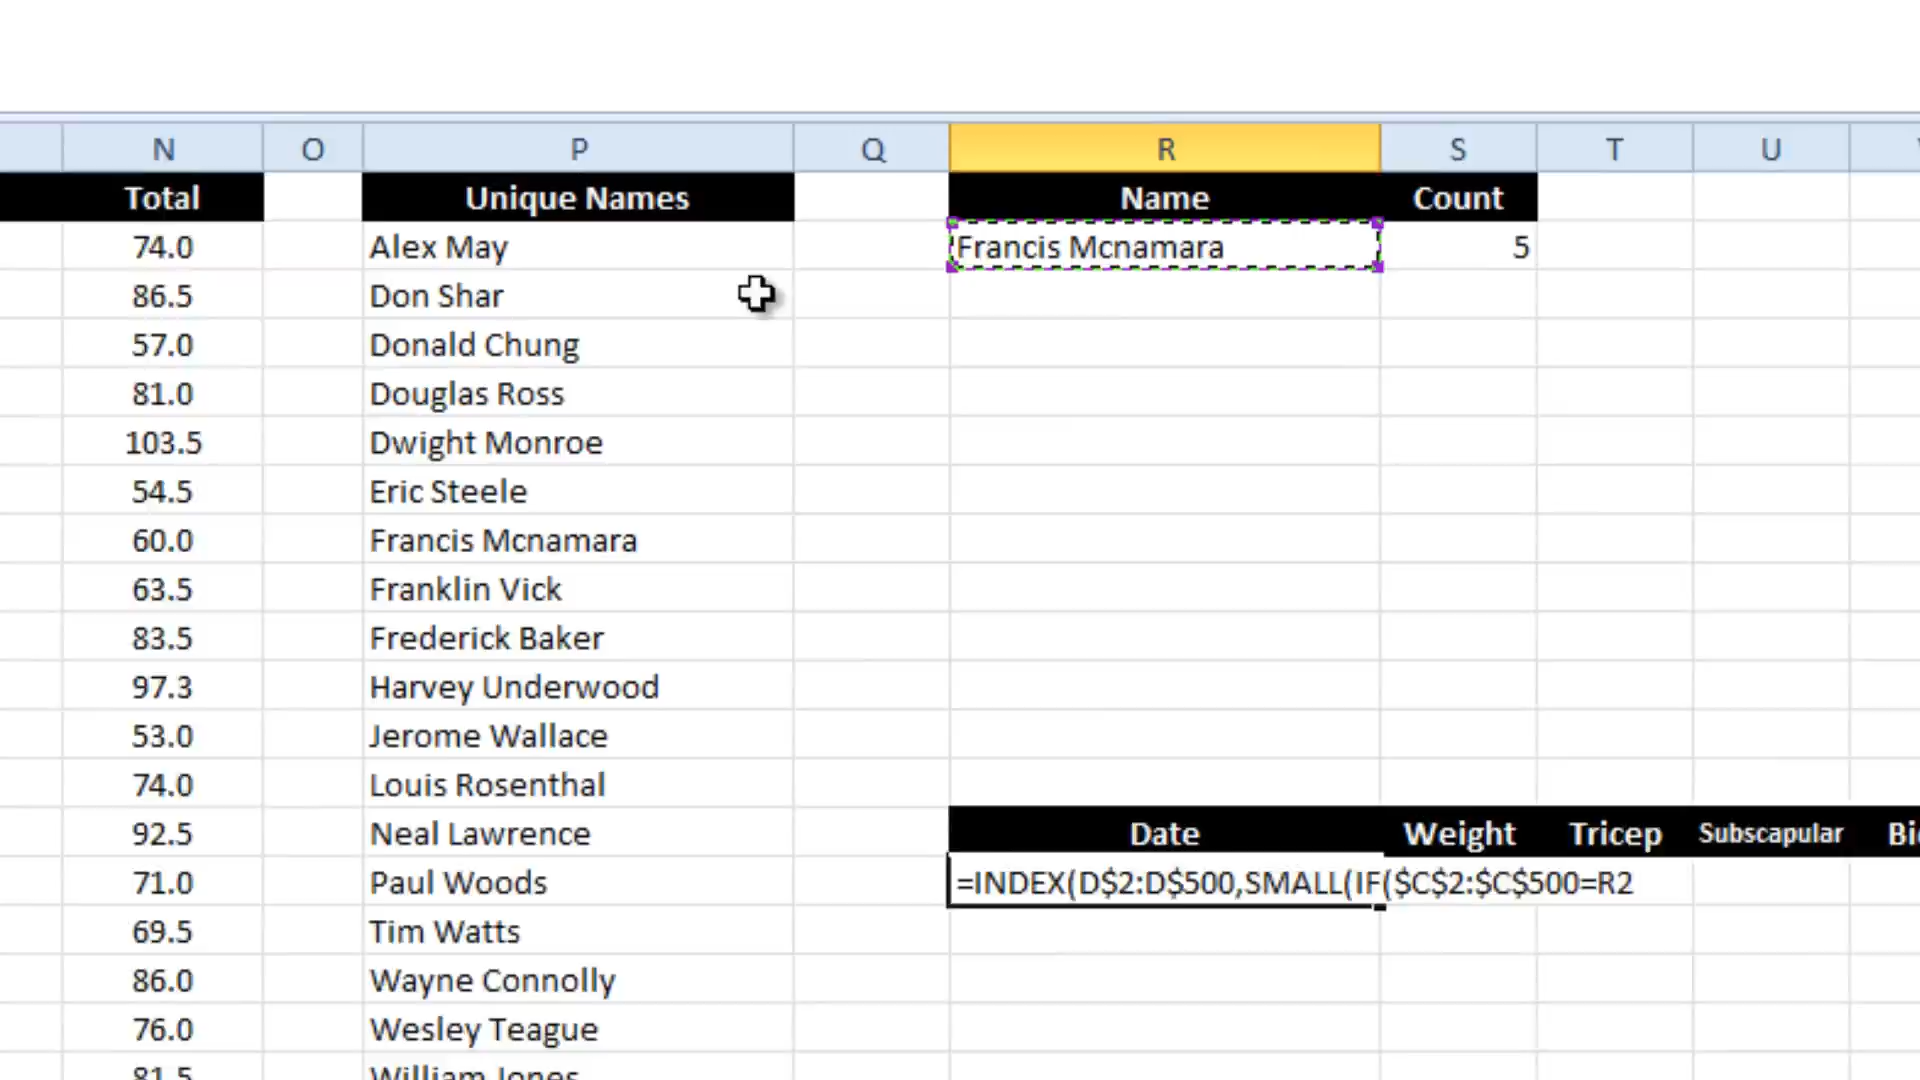 N O P Q R S T U
Total Unique Names Name Count
74.0 Alex May Francis Mcnamara 5
86.5 Don Shar
57.0 Donald Chung
81.0 Douglas Ross
103.5 Dwight Monroe
54.5 Eric Steele
60.0 Francis Mcnamara
63.5 Franklin Vick
83.5 Frederick Baker
97.3 Harvey Underwood
53.0 Jerome Wallace
74.0 Louis Rosenthal
92.5 Neal Lawrence Date Weight Tricep Subscapular
71.0 Paul Woods =INDEX(D$2:D$500,SMALL(IF($C$2:$C$500=R2
69.5 Tim Watts
86.0 Wayne Connolly
76.0 Wesley Teague
81.5 William Jones